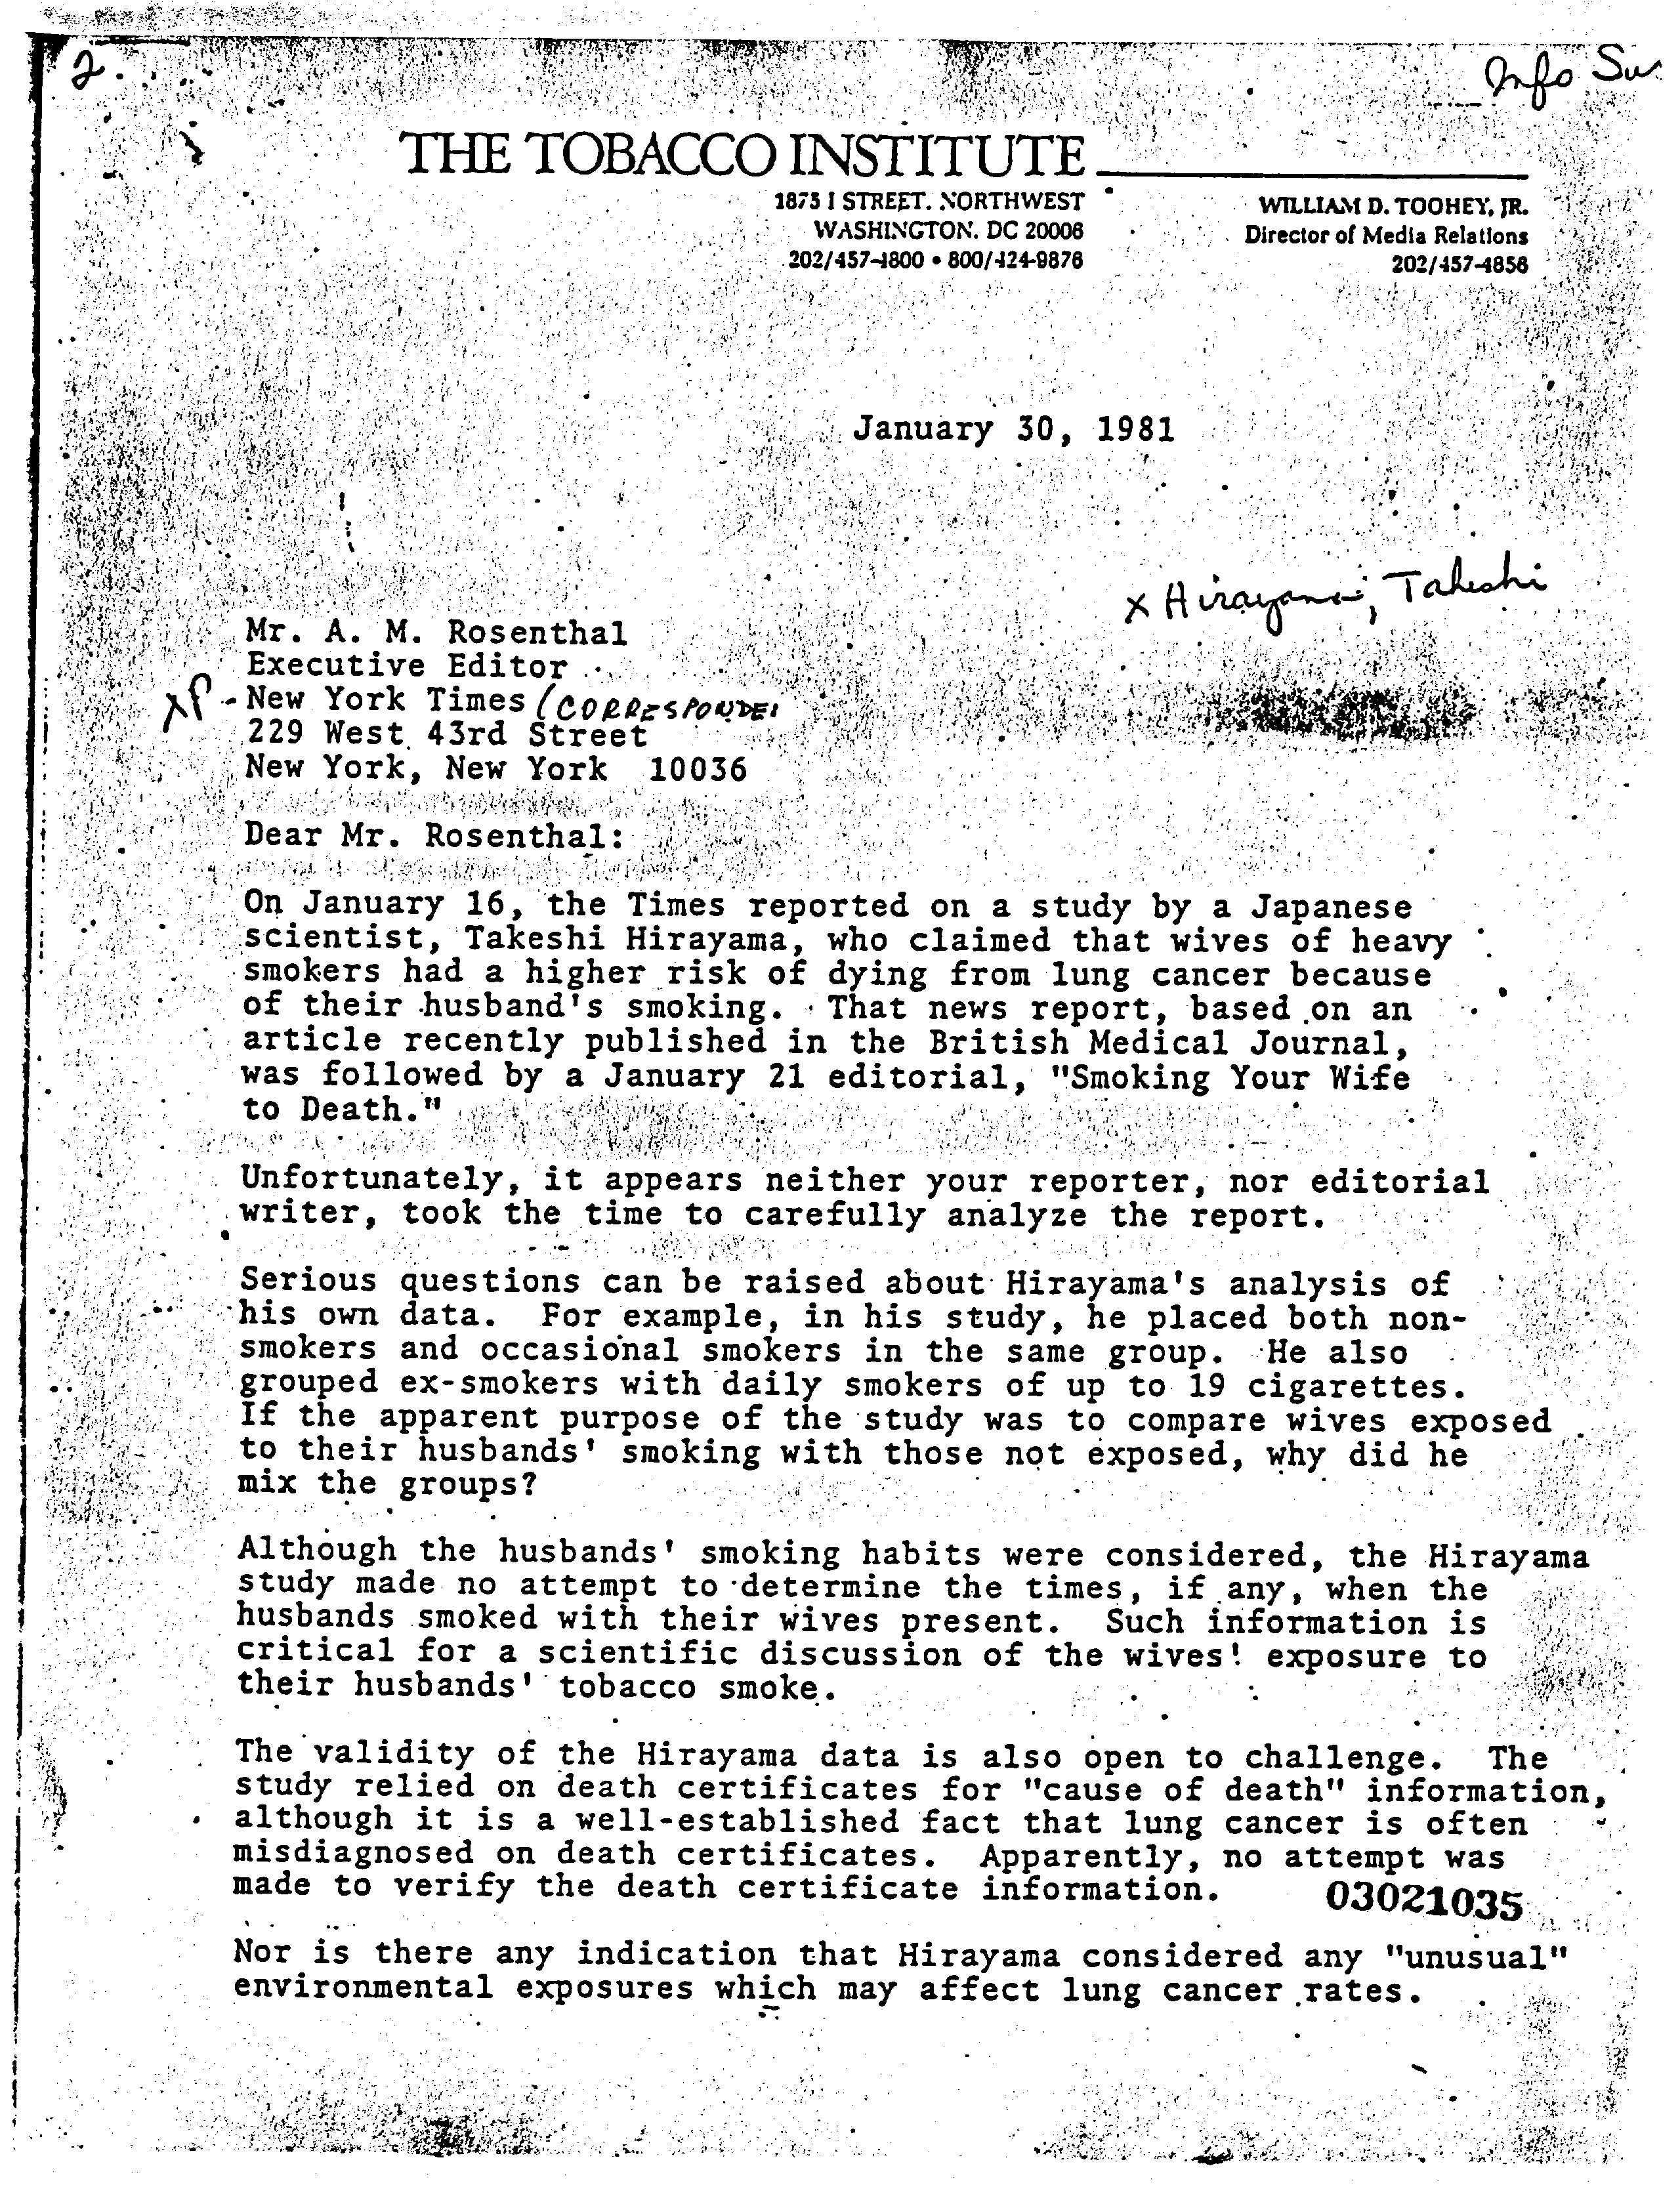 2.
Info
THE TOBACCO INSTITUTE
1875 I STREET, NORTHWEST
WASHINGTON, DC 20006
202/457-4800 • 800/424-9876
WILLIAM D. TOOHEY, JR.
Director of Media Relations
202/457-4856
January 30, 1981
x Hirayama, Takeshi
Mr. A. M. Rosenthal
Executive Editor
New York Times
229 West 43rd Street
New York, New York 10036
Dear Mr. Rosenthal:
On January 16, the Times reported on a study by a Japanese
scientist, Takeshi Hirayama, who claimed that wives of heavy
smokers had a higher risk of dying from lung cancer because
of their husband's smoking. That news report, based on an
article recently published in the British Medical Journal,
was followed by a January 21 editorial, "Smoking Your Wife
to Death."
Unfortunately, it appears neither your reporter, nor editorial
writer, took the time to carefully analyze the report.
Serious questions can be raised about Hirayama's analysis of
his own data. For example, in his study, he placed both non-
smokers and occasional smokers in the same group. He also
grouped ex-smokers with daily smokers of up to 19 cigarettes.
If the apparent purpose of the study was to compare wives exposed
to their husbands' smoking with those not exposed, why did he
mix the groups?
Although the husbands' smoking habits were considered, the Hirayama
study made no attempt to determine the times, if any, when the
husbands smoked with their wives present. Such information is
critical for a scientific discussion of the wives' exposure to
their husbands' tobacco smoke.
The validity of the Hirayama data is also open to challenge. The
study relied on death certificates for "cause of death" information,
although it is a well-established fact that lung cancer is often
misdiagnosed on death certificates. Apparently, no attempt was
made to verify the death certificate information.
03021035
Nor is there any indication that Hirayama considered any "unusual"
environmental exposures which may affect lung cancer rates.